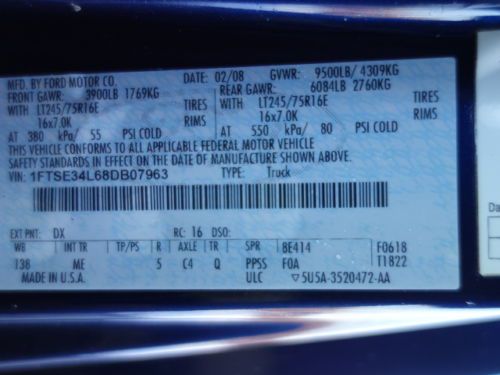 MFD. BY FORD MOTOR CO. DATE: 02/08 GVWR: 9500LB/ 4309KG
FRONT GAWR: 3900LB 1769KG REAR GAWR: 6084LB 2760KG
WITH LT245/75R16E TIRES WITH LT245/75R16E TIRES
16x7.0K RIMS 16x7.0K RIMS
AT 380 kPa/ 55 PSI COLD AT 550 kPa/ 80 PSI COLD
THIS VEHICLE CONFORMS TO ALL APPLICABLE FEDERAL MOTOR VEHICLE
SAFETY STANDARDS IN EFFECT ON THE DATE OF MANUFACTURE SHOWN ABOVE.
VIN: 1FTSE34L68DB07963 TYPE: Truck
EXT PNT: DX RC: 16 DSO:
WB INT TR TP/PS R AXLE TR SPR 8E414 F0618
138 ME 5 C4 Q PPSS F0A T1822
MADE IN U.S.A. ULC ▽5U5A-3520472-AA
Da